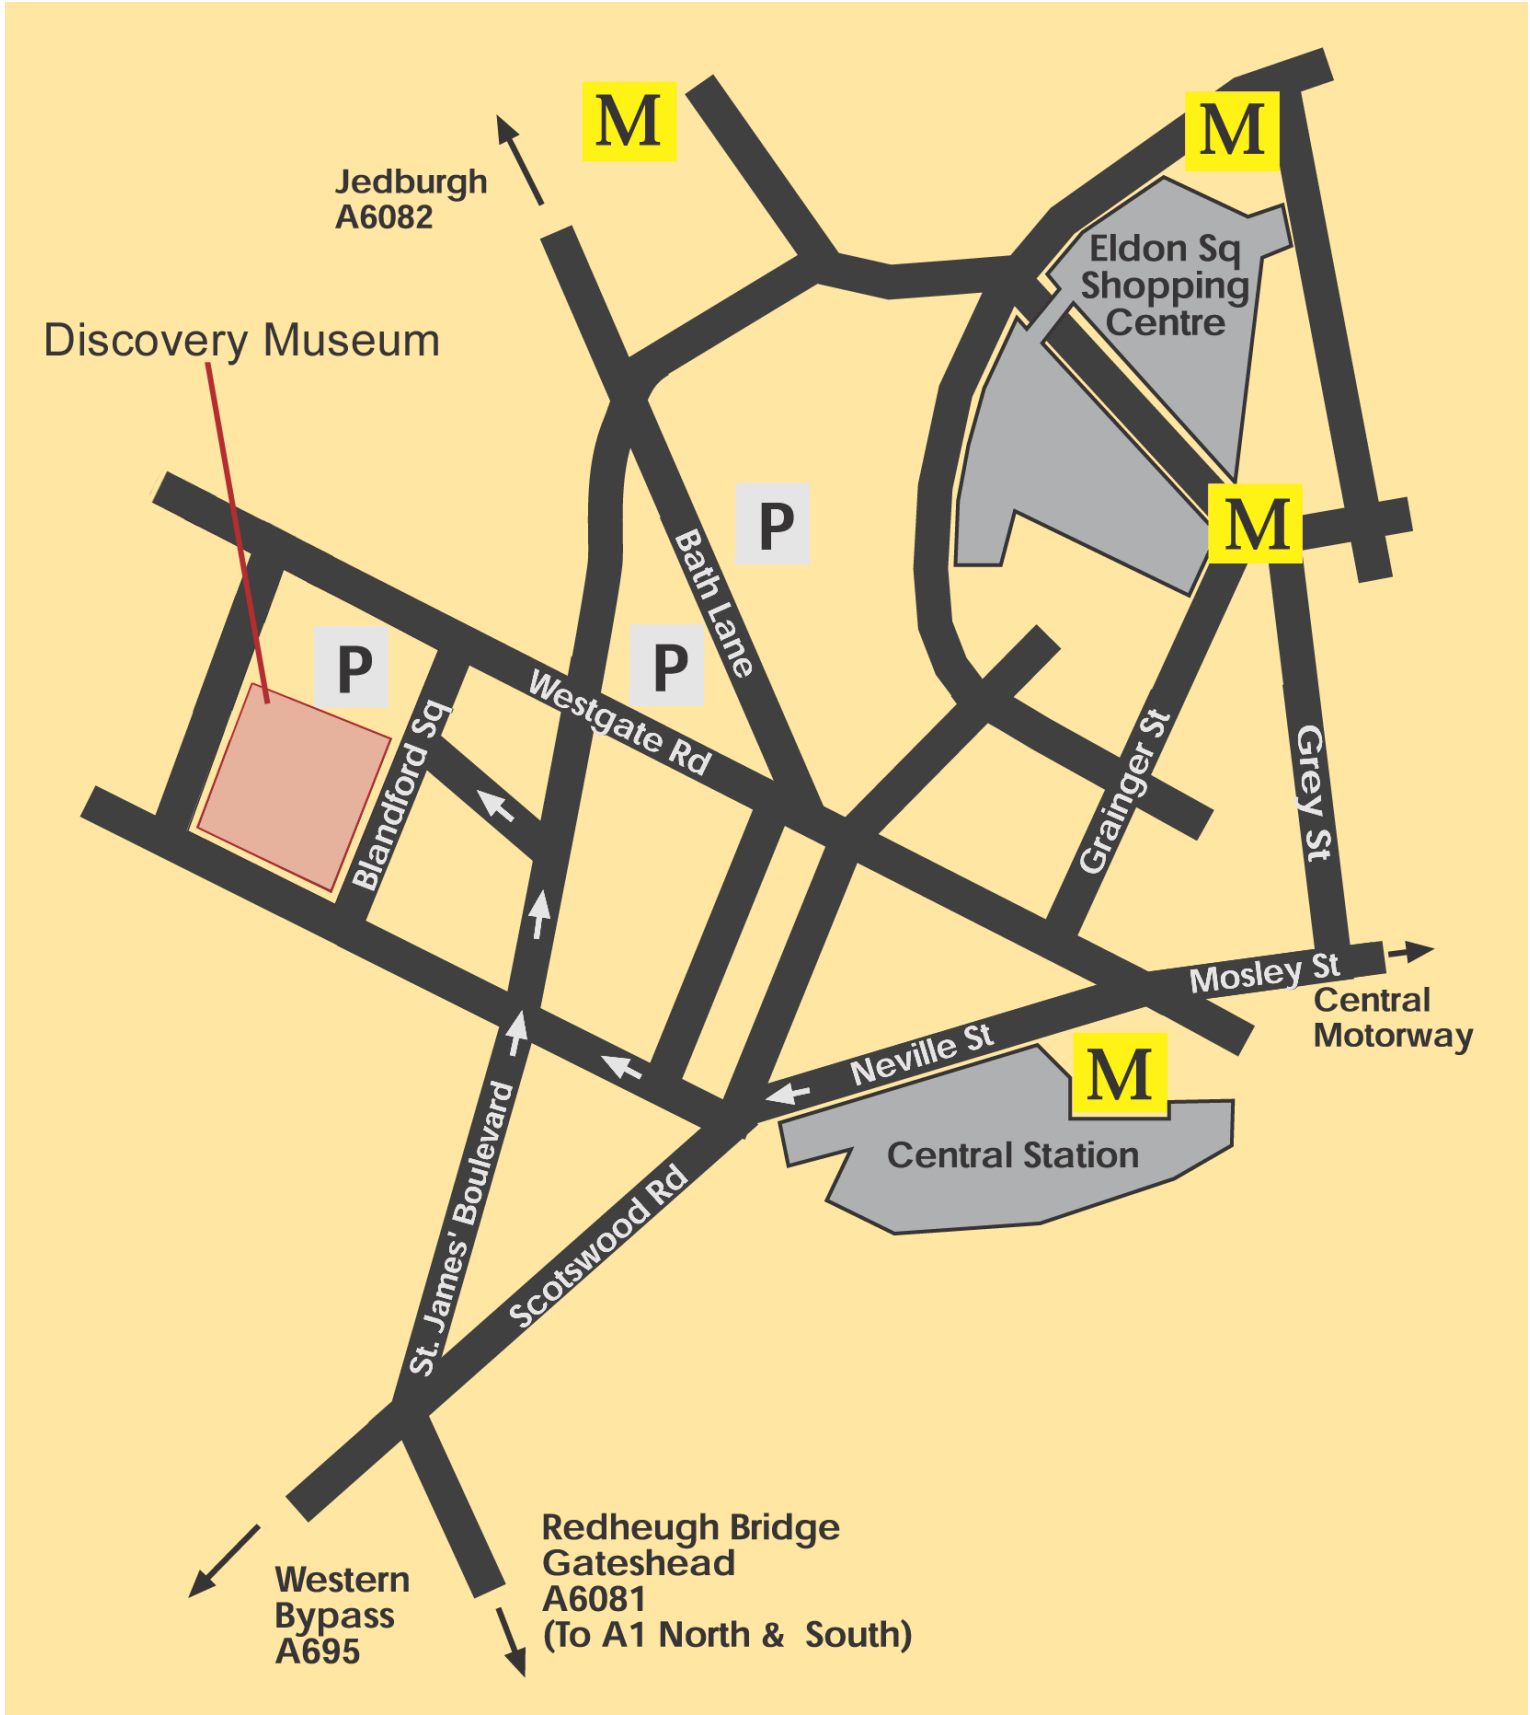 M
M
Jedburgh
A6082
Eldon Sq
Shopping
Centre
Discovery Museum
P
M
Bath Lane
P
P
Westgate Rd
Blandford Sq
Grainger St
Grey St
Mosley St
Central
Motorway
Neville St
M
Central Station
St. James' Boulevard
Scotswood Rd
Redheugh Bridge
Gateshead
A6081
(To A1 North & South)
Western
Bypass
A695